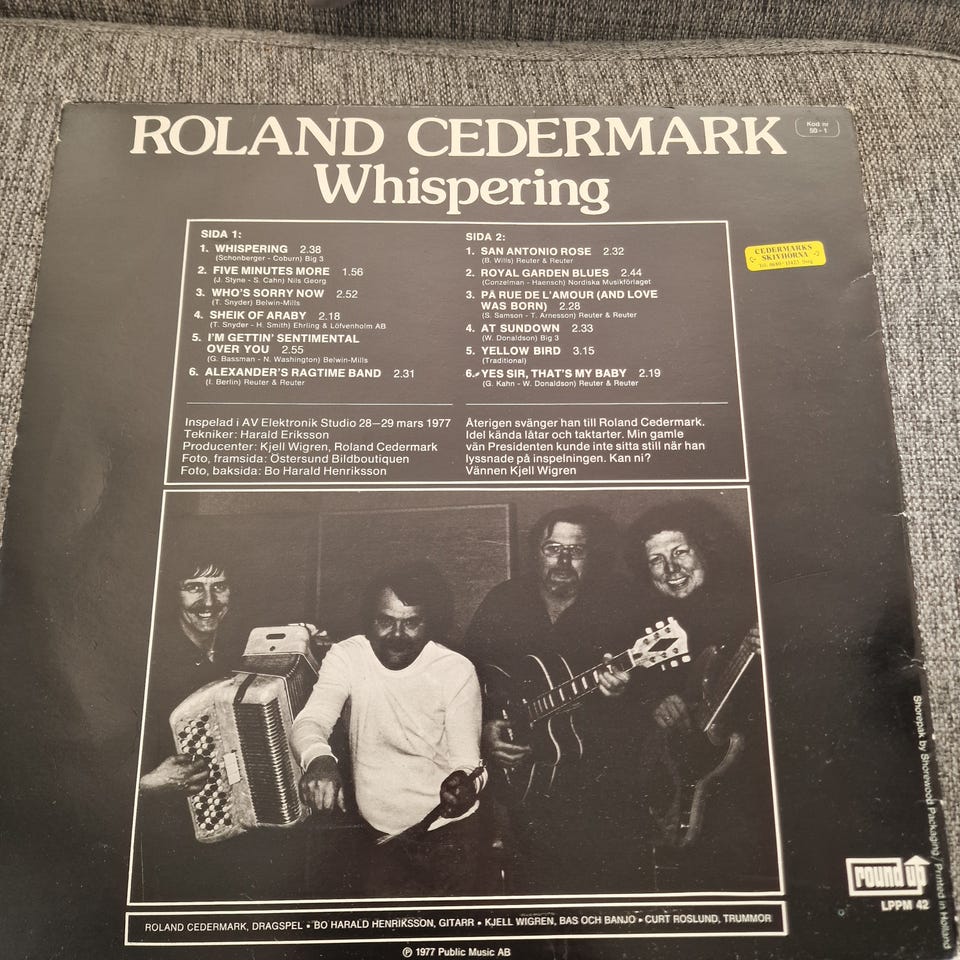 ROLAND CEDERMARK
Kod nr
50-1
Whispering
SIDA 1:
1. WHISPERING 2.38
(Schonberger - Coburn) Big 3
2. FIVE MINUTES MORE 1.56
(J. Styne - S. Cahn) Nils Georg
3. WHO'S SORRY NOW 2.52
(T. Snyder) Belwin-Mills
4. SHEIK OF ARABY 2.18
(T. Snyder - H. Smith) Ehrling & Löfvenholm AB
5. I'M GETTIN' SENTIMENTAL
OVER YOU 2.55
(G. Bassman - N. Washington) Belwin-Mills
6. ALEXANDER'S RAGTIME BAND 2.31
(I. Berlin) Reuter & Reuter
SIDA 2:
1. SAN ANTONIO ROSE 2.32
(B. Wills) Reuter & Reuter
2. ROYAL GARDEN BLUES 2.44
(Conzelman - Haensch) Nordiska Musikförlaget
3. PÅ RUE DE L'AMOUR (AND LOVE
WAS BORN) 2.28
(S. Samson - T. Arnesson) Reuter & Reuter
4. AT SUNDOWN 2.33
(W. Donaldson) Big 3
5. YELLOW BIRD 3.15
(Traditional)
6. YES SIR, THAT'S MY BABY 2.19
(G. Kahn - W. Donaldson) Reuter & Reuter
CEDERMARKS
SKIVHÖRNA
Inspelad i AV Elektronik Studio 28–29 mars 1977
Tekniker: Harald Eriksson
Producenter: Kjell Wigren, Roland Cedermark
Foto, framsida: Östersund Bildboutiquen
Foto, baksida: Bo Harald Henriksson
Återigen svänger han till Roland Cedermark.
Idel kända låtar och taktarter. Min gamle
vän Presidenten kunde inte sitta still när han
lyssnade på inspelningen. Kan ni?
Vännen Kjell Wigren
Shorepak by Shorewood Packaging / Printed in Holland
round up
LPPM 42
ROLAND CEDERMARK, DRAGSPEL • BO HARALD HENRIKSSON, GITARR • KJELL WIGREN, BAS OCH BANJO • CURT ROSLUND, TRUMMOR
℗ 1977 Public Music AB